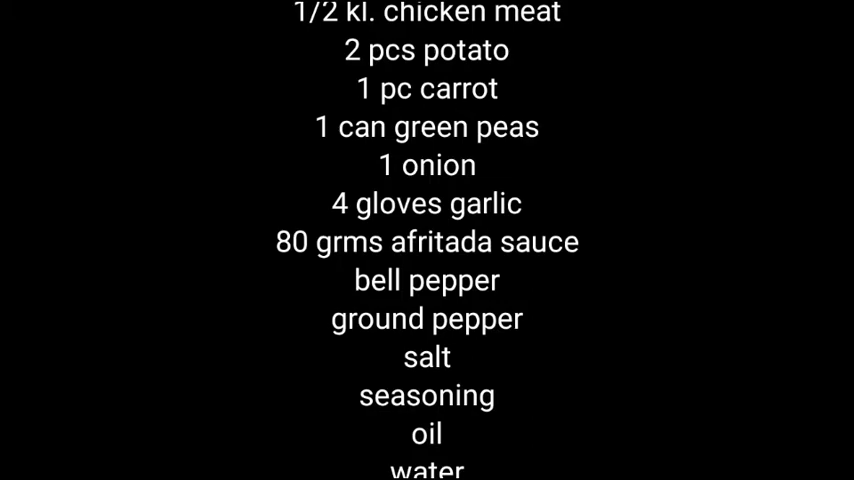 1/2 kl. chicken meat
2 pcs potato
1 pc carrot
1 can green peas
1 onion
4 gloves garlic
80 grms afritada sauce
bell pepper
ground pepper
salt
seasoning
oil
water